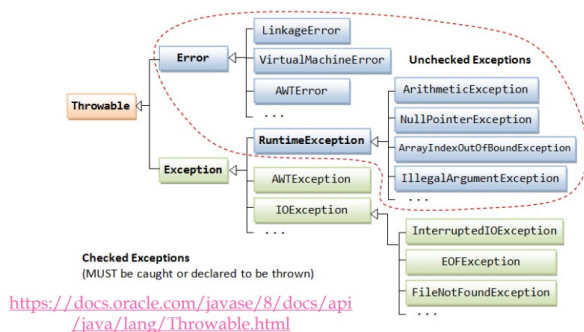 LinkageError
Error
VirtualMachineError
Unchecked Exceptions
AWTError
ArithmeticException
...
Throwable
NullPointerException
RuntimeException
ArrayIndexOutOfBoundException
Exception
AWTException
IllegalArgumentException
...
IOException
...
InterruptedIOException
Checked Exceptions
EOFException
(MUST be caught or declared to be thrown)
FileNotFoundException
...
https://docs.oracle.com/javase/8/docs/api
/java/lang/Throwable.html